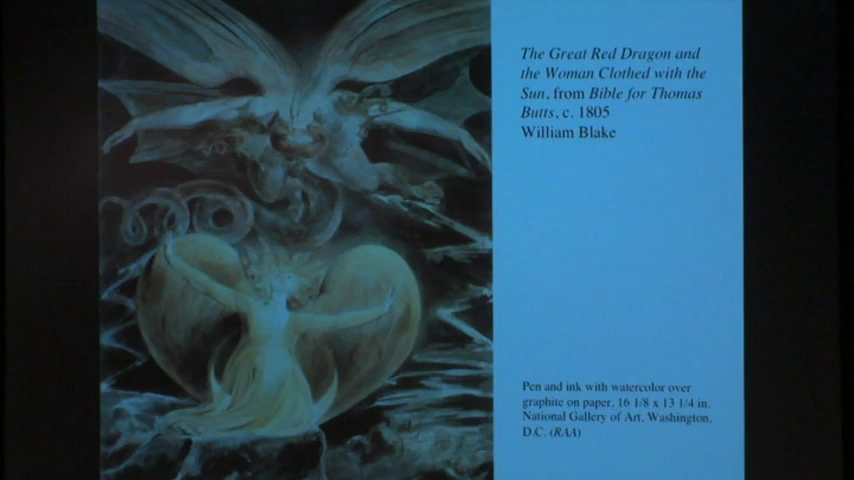 The Great Red Dragon and
the Woman Clothed with the
Sun, from Bible for Thomas
Butts, c. 1805
William Blake
Pen and ink with watercolor over
graphite on paper, 16 1/8 x 13 1/4 in.
National Gallery of Art, Washington,
D.C. (RAA)